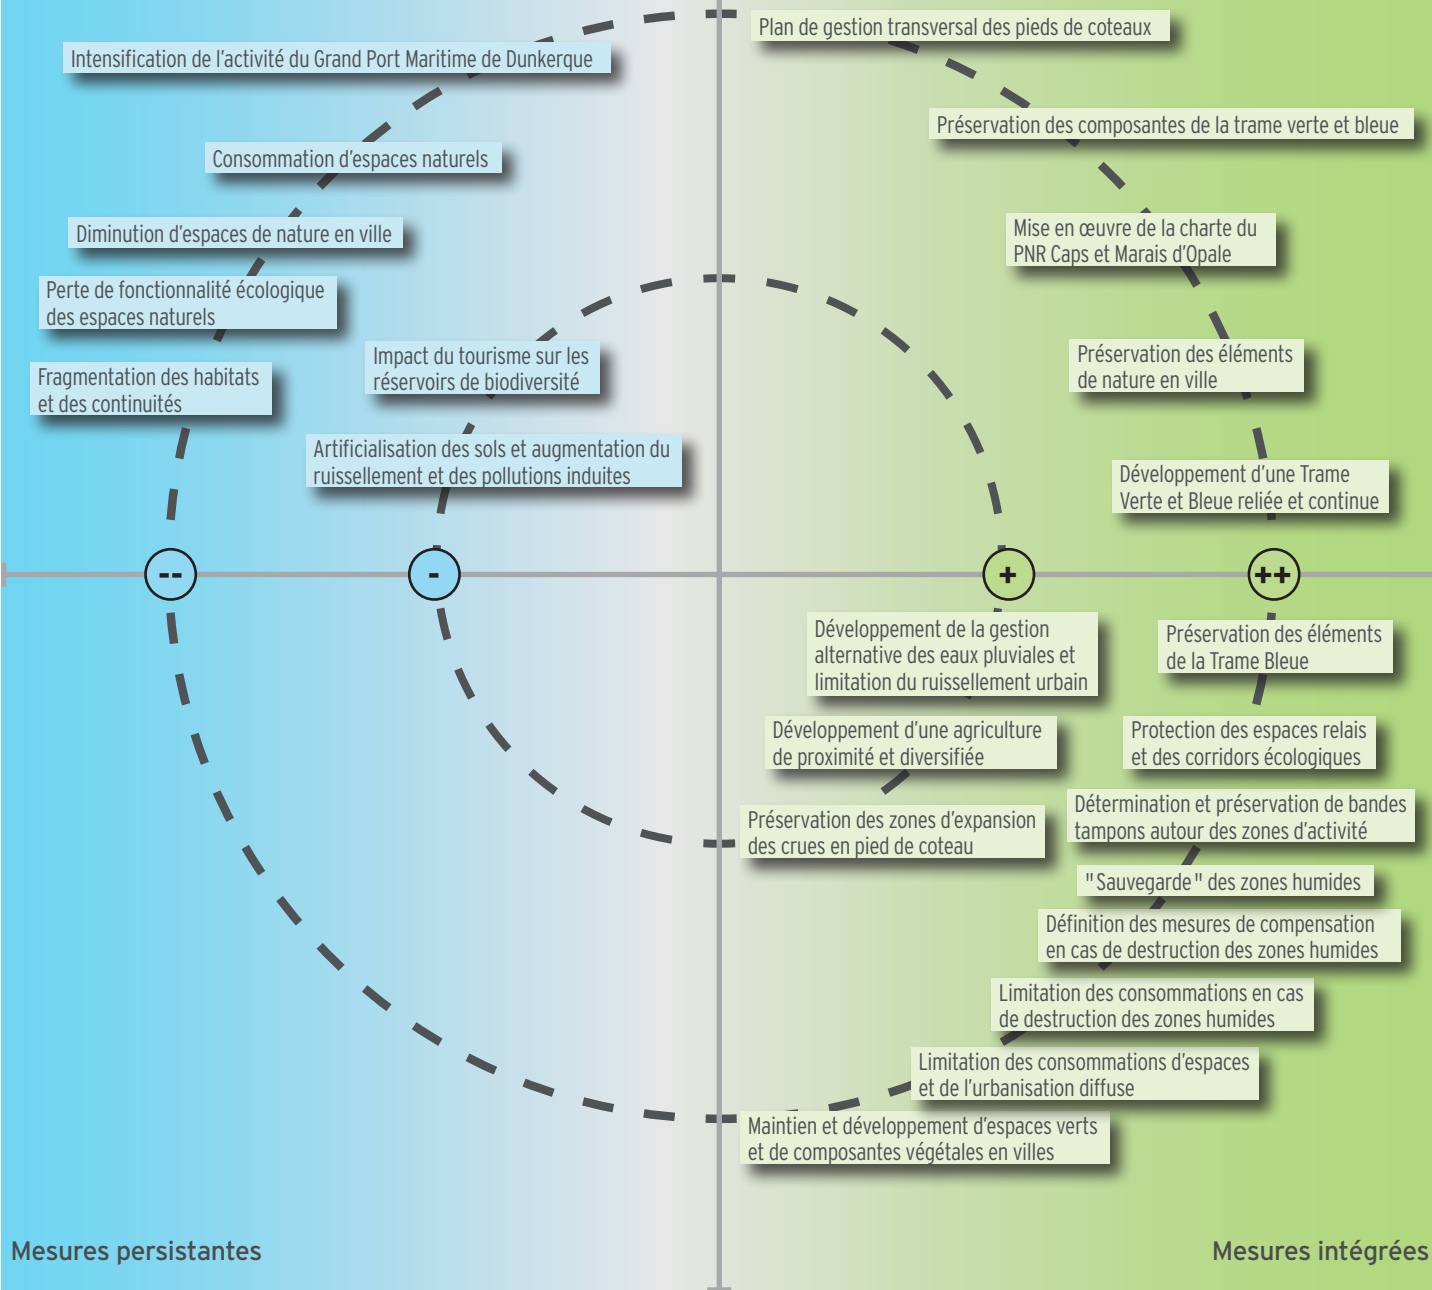 Intensification de l'activité du Grand Port Maritime de Dunkerque
Consommation d'espaces naturels
Diminution d'espaces de nature en ville
Perte de fonctionnalité écologique
des espaces naturels
Fragmentation des habitats
et des continuités
Impact du tourisme sur les
réservoirs de biodiversité
Artificialisation des sols et augmentation du
ruissellement et des pollutions induites
Plan de gestion transversal des pieds de coteaux
Préservation des composantes de la trame verte et bleue
Mise en œuvre de la charte du
PNR Caps et Marais d'Opale
Préservation des éléments
de nature en ville
Développement d'une Trame
Verte et Bleue reliée et continue
--
-
+
++
Développement de la gestion
alternative des eaux pluviales et
limitation du ruissellement urbain
Développement d'une agriculture
de proximité et diversifiée
Préservation des zones d'expansion
des crues en pied de coteau
Préservation des éléments
de la Trame Bleue
Protection des espaces relais
et des corridors écologiques
Détermination et préservation de bandes
tampons autour des zones d'activité
"Sauvegarde" des zones humides
Définition des mesures de compensation
en cas de destruction des zones humides
Limitation des consommations en cas
de destruction des zones humides
Limitation des consommations d'espaces
et de l'urbanisation diffuse
Maintien et développement d'espaces verts
et de composantes végétales en villes
Mesures persistantes
Mesures intégrées